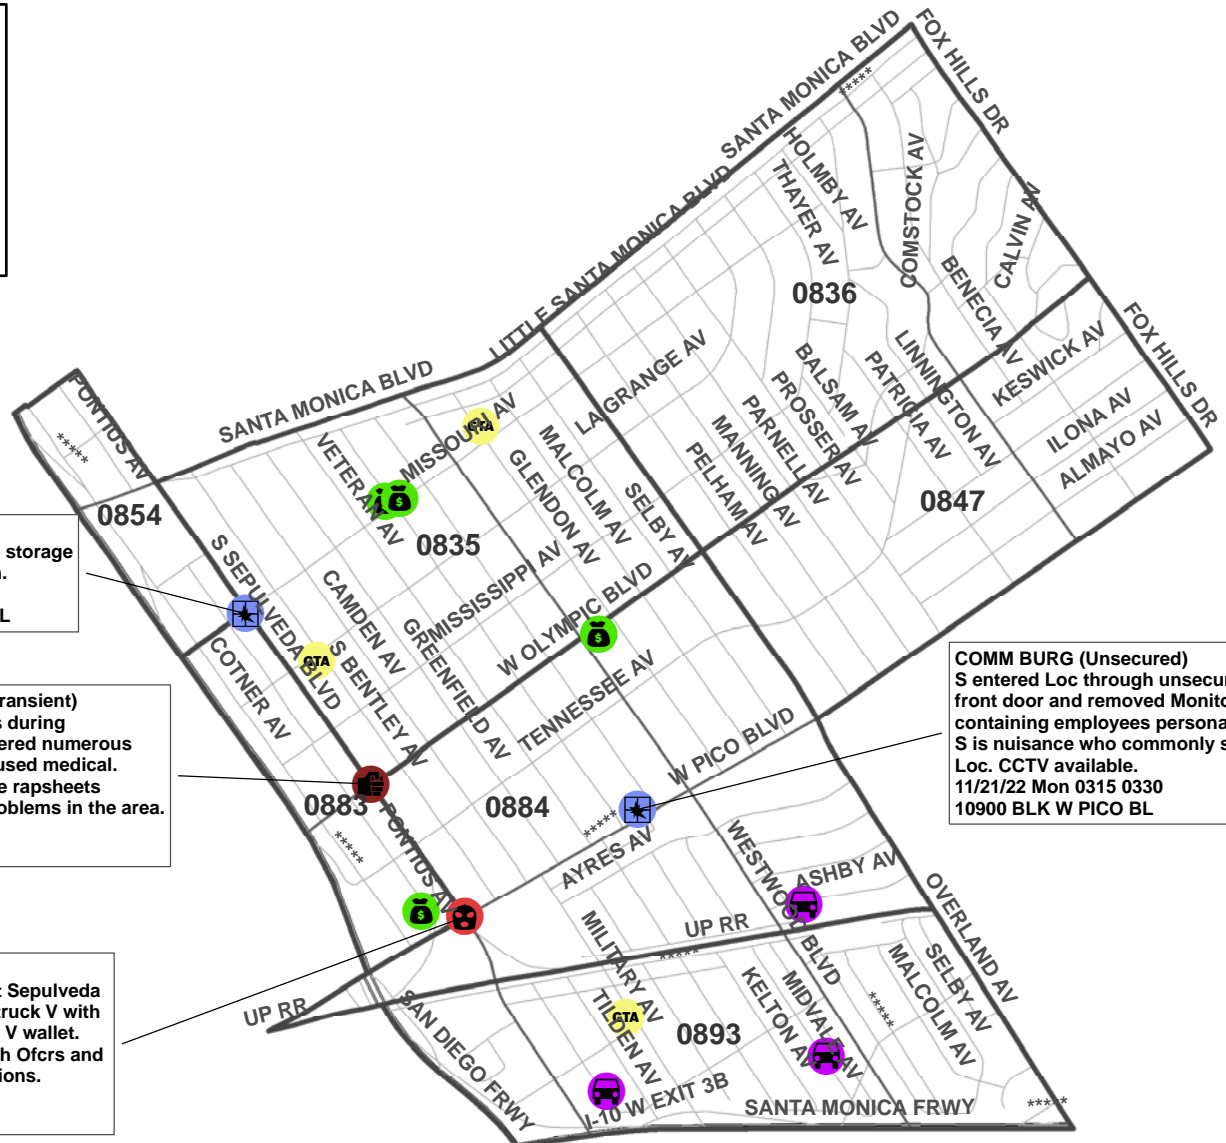 SANTA MONICA BLVD
FOX HILLS DR
*****
HOLMBY AV
THAYER AV
COMSTOCK AV
CALVIN AV
BENECIA AV
0836
LITTLE SANTA MONICA BLVD
FOX HILLS DR
LINNINGTON AV
PATRICIA AV
BALSAM AV
PROSSER AV
PARNELL AV
MANNING AV
PELHAM AV
LA GRANGE AV
KESWICK AV
ILONA AV
ALMAYO AV
0847
SANTA MONICA BLVD
PONTIUS AV
*****
0854
VETERAN AV
MISSOURI AV
GTA
$
0835
MALCOLM AV
GLENDON AV
SELBY AV
MISSISSIPPI AV
W OLYMPIC BLVD
$
S SEPULVEDA BLVD
CAMDEN AV
GREENFIELD AV
S BENTLEY AV
GTA
COTNER AV
TENNESSEE AV
W PICO BLVD
storage
L
ransient)
s during
ered numerous
used medical.
e rapsheets
oblems in the area.
0883
*****
PONTIUS AV
0884
*****
AYRES AV
COMM BURG (Unsecured)
S entered Loc through unsecur
front door and removed Monito
containing employees persona
S is nuisance who commonly s
Loc. CCTV available.
11/21/22 Mon 0315 0330
10900 BLK W PICO BL
WESTWOOD BLVD
ASHBY AV
OVERLAND AV
$
UP RR
*****
MILITARY AV
TILDEN AV
GTA
0893
KELTON AV
MIDVALE AV
*****
MALCOLM AV
SELBY AV
UP RR
SAN DIEGO FRWY
t Sepulveda
truck V with
V wallet.
h Ofcrs and
ions.
I-10 W EXIT 3B
SANTA MONICA FRWY
*****